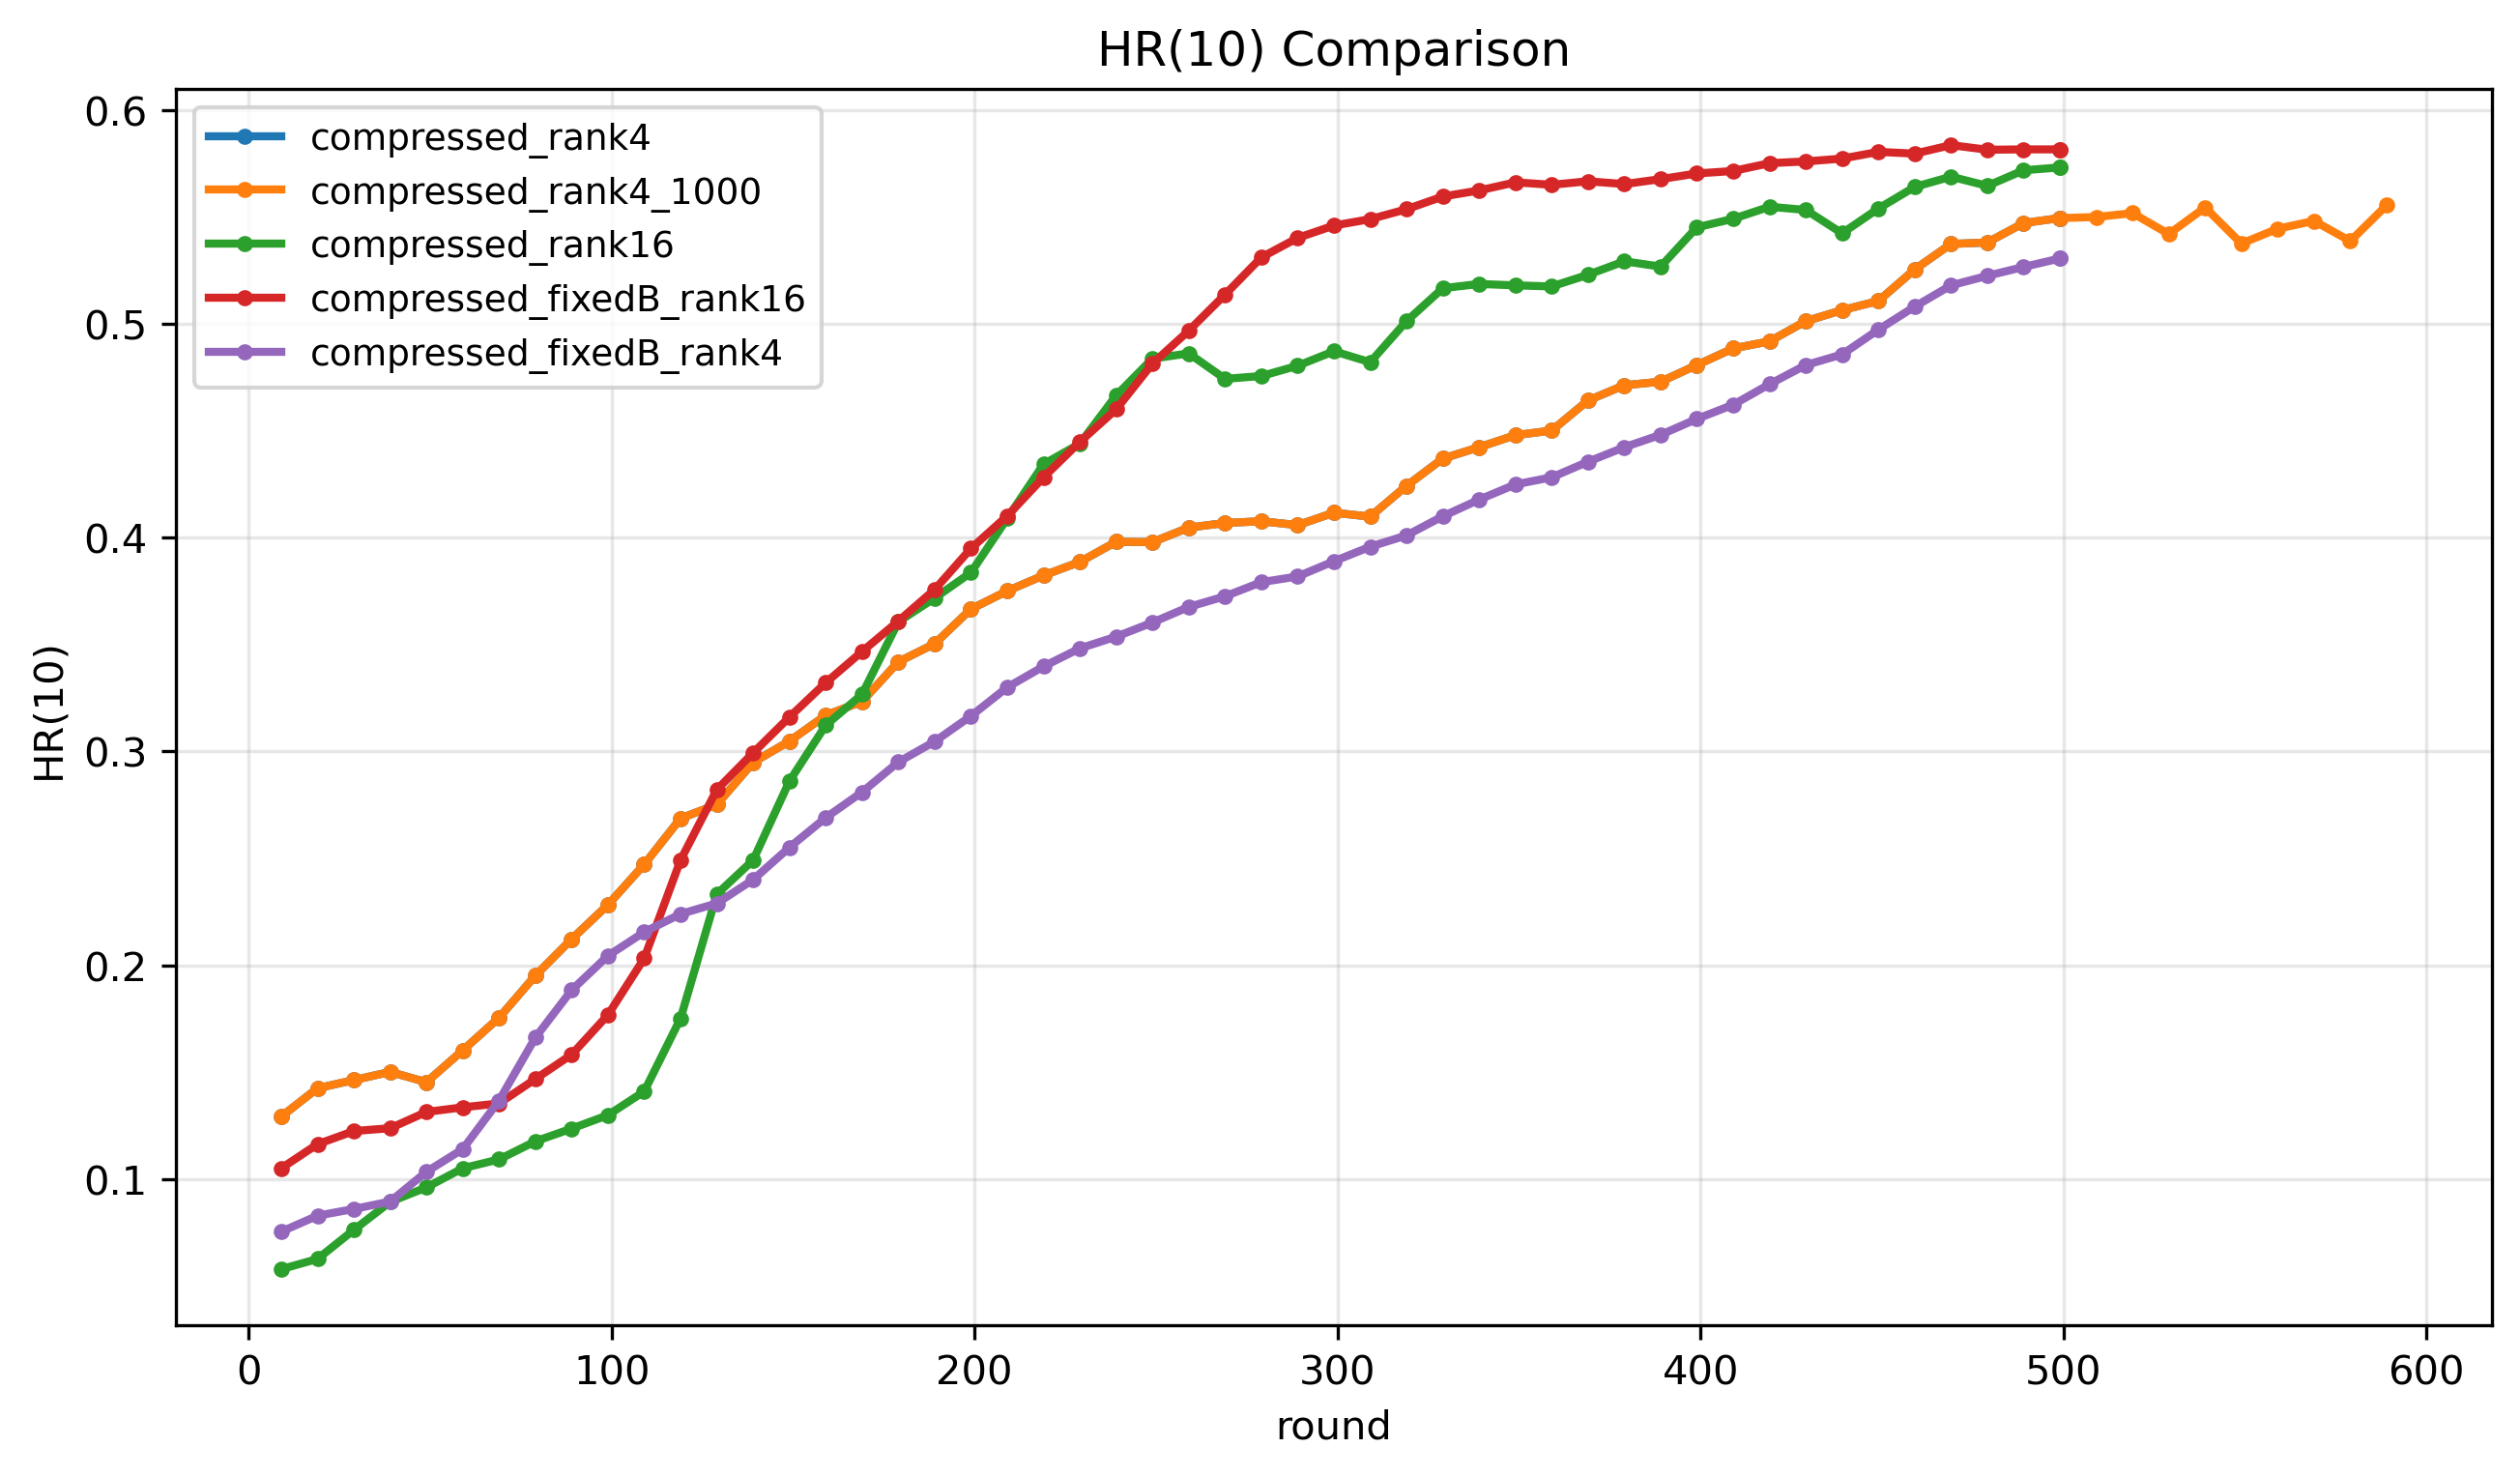 HR(10) Comparison
0.6
0.5
0.4
0.3
0.2
0.1
HR(10)
compressed_rank4
compressed_rank4_1000
compressed_rank16
compressed_fixedB_rank16
compressed_fixedB_rank4
0 100 200 300 400 500 600
round